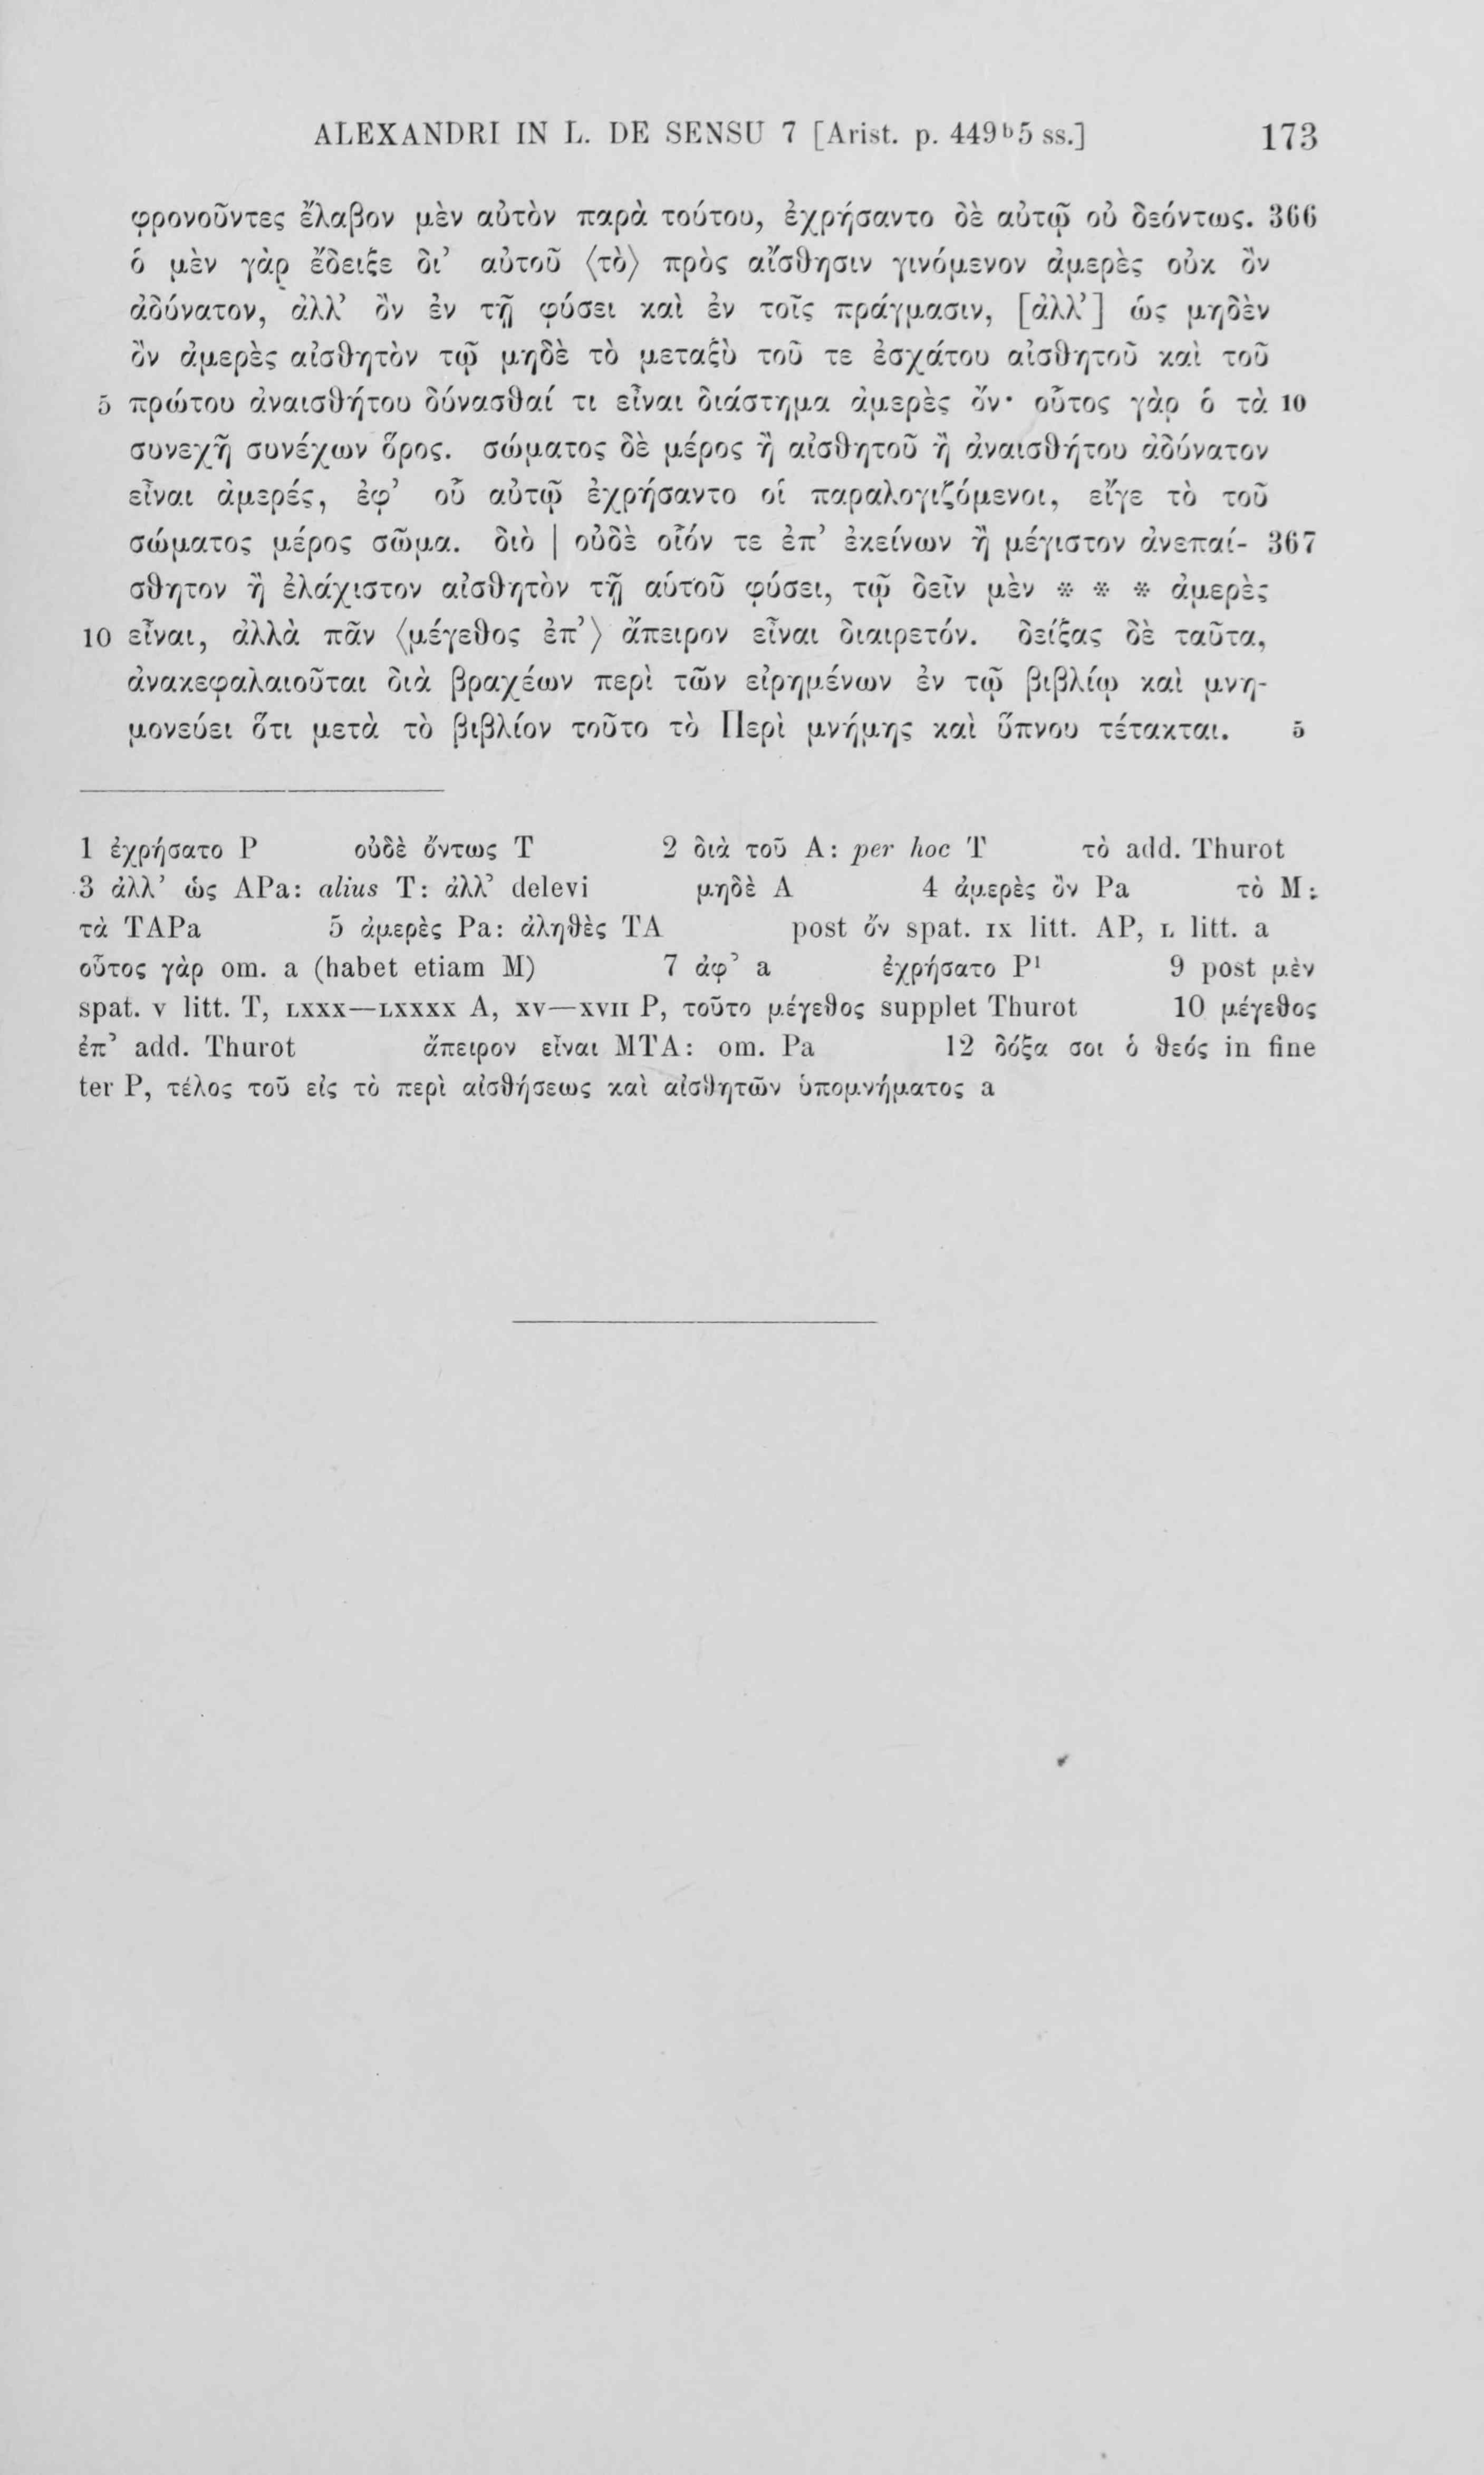 ALEXANDRI IN L. DE SENSU 7 [Arist. p. 449ᵇ5 ss.] 173
φρονοῦντες ἔλαβον μὲν αὐτὸν παρὰ τούτου, ἐχρήσαντο δὲ αὐτῷ οὐ δεόντως. 366
ὁ μὲν γὰρ ἔδειξε δι’ αὐτοῦ ⟨τὸ⟩ πρὸς αἴσθησιν γινόμενον ἀμερὲς οὐκ ὂν
ἀδύνατον, ἀλλ’ ὂν ἐν τῇ φύσει καὶ ἐν τοῖς πράγμασιν, [ἀλλ’] ὡς μηδὲν
ὂν ἀμερὲς αἰσθητὸν τῷ μηδὲ τὸ μεταξὺ τοῦ τε ἐσχάτου αἰσθητοῦ καὶ τοῦ
5 πρώτου ἀναισθήτου δύνασθαί τι εἶναι διάστημα ἀμερὲς ὄν· οὗτος γὰρ ὁ τὰ 10
συνεχῆ συνέχων ὅρος. σώματος δὲ μέρος ἢ αἰσθητοῦ ἢ ἀναισθήτου ἀδύνατον
εἶναι ἀμερές, ἐφ’ οὗ αὐτῷ ἐχρήσαντο οἱ παραλογιζόμενοι, εἴγε τὸ τοῦ
σώματος μέρος σῶμα. διὸ | οὐδὲ οἷόν τε ἐπ’ ἐκείνων ἢ μέγιστον ἀνεπαί- 367
σθητον ἢ ἐλάχιστον αἰσθητὸν τῇ αὑτοῦ φύσει, τῷ δεῖν μὲν * * * ἀμερὲς
10 εἶναι, ἀλλὰ πᾶν ⟨μέγεθος ἐπ’⟩ ἄπειρον εἶναι διαιρετόν. δείξας δὲ ταῦτα,
ἀνακεφαλαιοῦται διὰ βραχέων περὶ τῶν εἰρημένων ἐν τῷ βιβλίῳ καὶ μνη-
μονεύει ὅτι μετὰ τὸ βιβλίον τοῦτο τὸ Περὶ μνήμης καὶ ὕπνου τέτακται. 5
1 ἐχρήσατο P οὐδὲ ὄντως T 2 διὰ τοῦ A: per hoc T τὸ add. Thurot
3 ἀλλ’ ὡς APa: alius T: ἀλλ’ delevi μηδὲ A 4 ἀμερὲς ὂν Pa τὸ M:
τὰ TAPa 5 ἀμερὲς Pa: ἀληθὲς TA post ὄν spat. IX litt. AP, L litt. a
οὗτος γὰρ om. a (habet etiam M) 7 ἀφ’ a ἐχρήσατο P¹ 9 post μὲν
spat. V litt. T, LXXX—LXXXX A, XV—XVII P, τοῦτο μέγεθος supplet Thurot 10 μέγεθος
ἐπ’ add. Thurot ἄπειρον εἶναι MTA: om. Pa 12 δόξα σοι ὁ θεός in fine
ter P, τέλος τοῦ εἰς τὸ περὶ αἰσθήσεως καὶ αἰσθητῶν ὑπομνήματος a